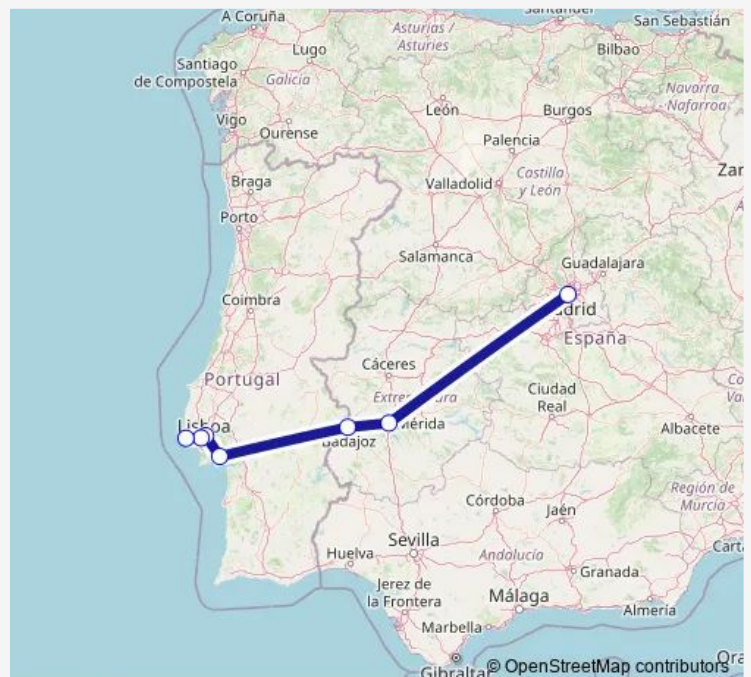 A Coruña
Santander
San Sebastián
Asturias /
Asturies
Lugo
Bilbao
Santiago
de Compostela
Galicia
Navarra
- Nafarroa
León
Burgos
Vigo
Ourense
Palencia
Zar
Braga
Valladolid
Castilla
y León
Porto
Salamanca
Guadalajara
Coimbra
España
Cáceres
Portugal
Ciudad
Real
Lisboa
Badajoz
Albacete
Región de
Murcia
Córdoba
Jaén
Sevilla
Huelva
Andalucía
Granada
Jerez de
la Frontera
Málaga
Almería
Marbella
Gibraltar
© OpenStreetMap contributors